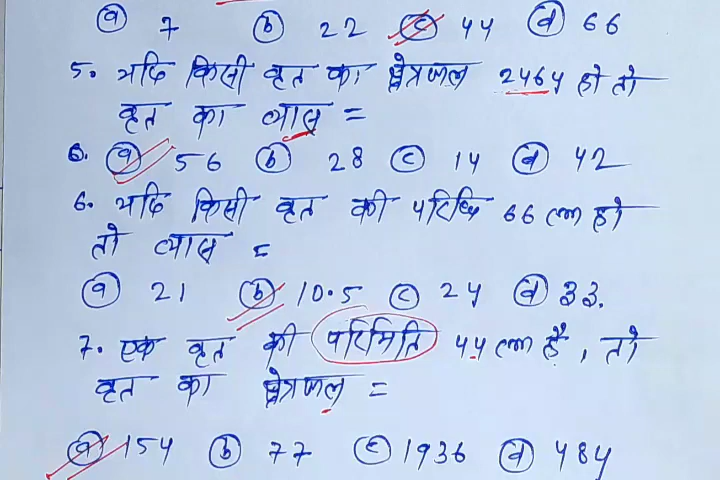 (a) 7 (b) 22 (c) 44 (d) 66
5. यदि किसी वृत का क्षेत्रफल 2464 हो तो
वृत का व्यास =
6. (a) 56 (b) 28 (c) 14 (d) 42
6. यदि किसी वृत की परिधि 66 cm हो
तो व्यास =
(a) 21 (b) 10.5 (c) 24 (d) 33.
7. एक वृत की परिमिति 44 cm है, तो
वृत का क्षेत्रफल =
(a) 154 (b) 77 (c) 1936 (d) 484